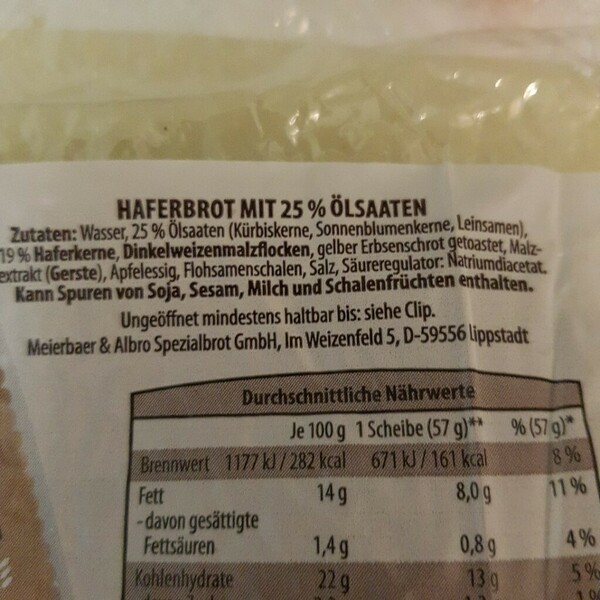 HAFERBROT MIT 25 % ÖLSAATEN
Zutaten: Wasser, 25 % Ölsaaten (Kürbiskerne, Sonnenblumenkerne, Leinsamen),
19 % Haferkerne, Dinkelweizenmalzflocken, gelber Erbsenschrot getoastet, Malz-
extrakt (Gerste), Apfelessig, Flohsamenschalen, Salz, Säureregulator: Natriumdiacetat.
Kann Spuren von Soja, Sesam, Milch und Schalenfrüchten enthalten.
Ungeöffnet mindestens haltbar bis: siehe Clip.
Meierbaer & Albro Spezialbrot GmbH, Im Weizenfeld 5, D-59556 Lippstadt
Durchschnittliche Nährwerte
Je 100 g 1 Scheibe (57 g)** % (57 g)*
Brennwert 1177 kJ / 282 kcal 671 kJ / 161 kcal 8 %
Fett 14 g 8,0 g 11 %
- davon gesättigte
Fettsäuren 1,4 g 0,8 g 4 %
Kohlenhydrate 22 g 13 g 5 %